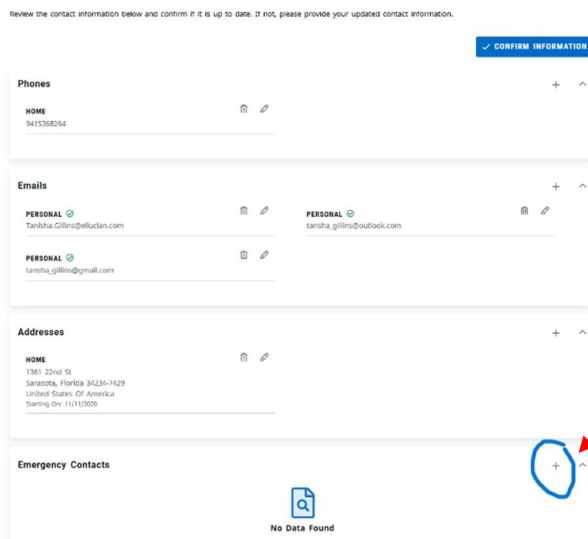 Review the contact information below and confirm if it is up to date. If not, please provide your updated contact information.
CONFIRM INFORMATION
Phones
HOME
9415368264
Emails
PERSONAL
Tanisha.Gillins@ellucian.com
PERSONAL
tansha_gillins@outlook.com
PERSONAL
tansha_gillins@gmail.com
Addresses
HOME
1361 22nd St
Sarasota, Florida 34234-7429
United States Of America
Starting On: 11/11/2020
Emergency Contacts
No Data Found